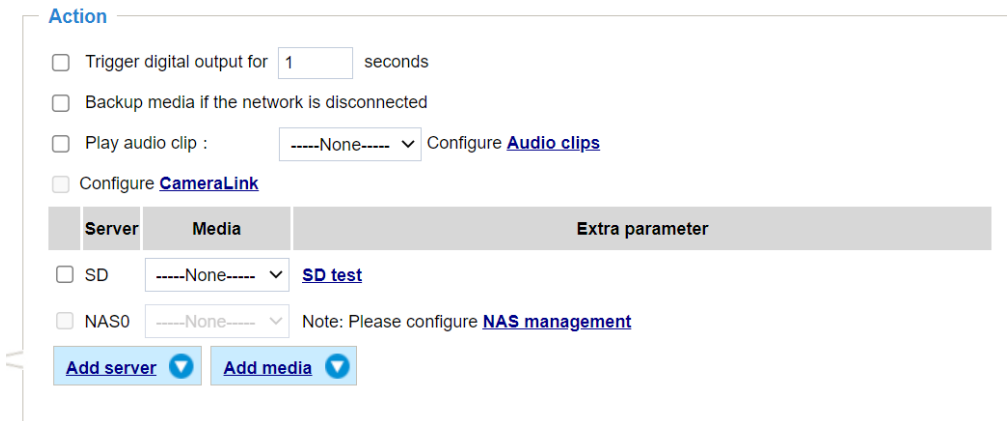 Action
Trigger digital output for 1 seconds
Backup media if the network is disconnected
Play audio clip : -----None----- Configure Audio clips
Configure CameraLink
Server Media Extra parameter
SD -----None----- SD test
NAS0 -----None----- Note: Please configure NAS management
Add server Add media